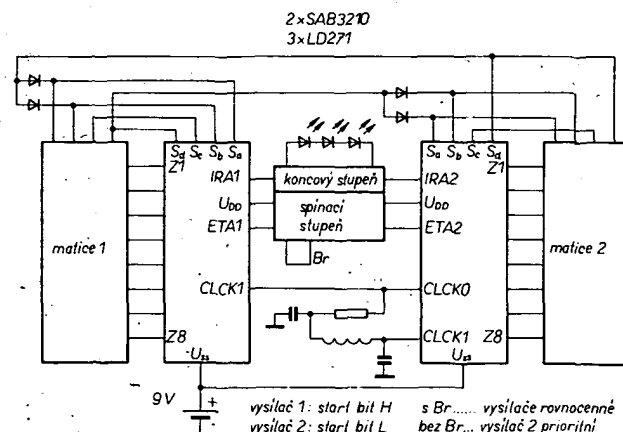 2×SAB3210
3×LD271
Sd Sc Sb Sa
Sa Sb Sc Sd
Z1
Z1
IRA1
koncový stupeň
IRA2
UDD
spínací
stupeň
UDD
ETA1
ETA2
matice 1
matice 2
Br
CLCK1
CLCK0
CLCK1
Z8
Z8
Uss
Uss
9V
+
vysílač 1: start bit H
s Br...... vysílače rovnocenné
vysílač 2: start bit L
bez Br... vysílač 2 prioritní